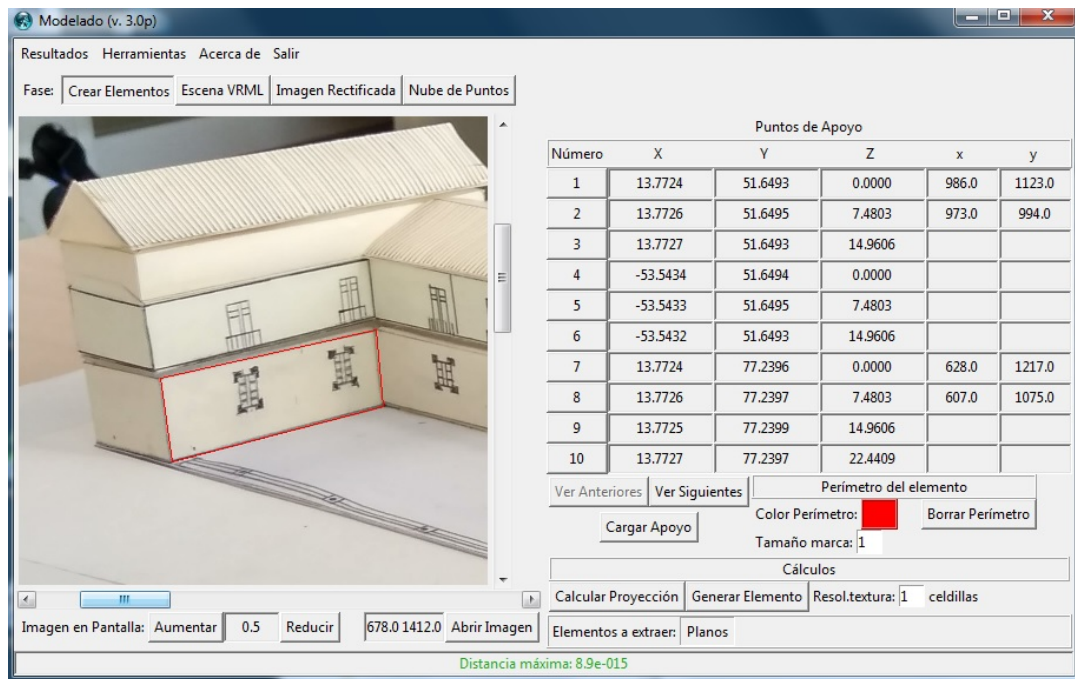 Modelado (v. 3.0p)
Resultados Herramientas Acerca de Salir
Fase: Crear Elementos Escena VRML Imagen Rectificada Nube de Puntos
Puntos de Apoyo
Número X Y Z x y
1 13.7724 51.6493 0.0000 986.0 1123.0
2 13.7726 51.6495 7.4803 973.0 994.0
3 13.7727 51.6493 14.9606
4 -53.5434 51.6494 0.0000
5 -53.5433 51.6495 7.4803
6 -53.5432 51.6493 14.9606
7 13.7724 77.2396 0.0000 628.0 1217.0
8 13.7726 77.2397 7.4803 607.0 1075.0
9 13.7725 77.2399 14.9606
10 13.7727 77.2397 22.4409
Ver Anteriores Ver Siguientes Perímetro del elemento
Color Perímetro: Borrar Perímetro
Cargar Apoyo
Tamaño marca: 1
Cálculos
Calcular Proyección Generar Elemento Resol.textura: 1 celdillas
Imagen en Pantalla: Aumentar 0.5 Reducir 678.0 1412.0 Abrir Imagen
Elementos a extraer: Planos
Distancia máxima: 8.9e-015